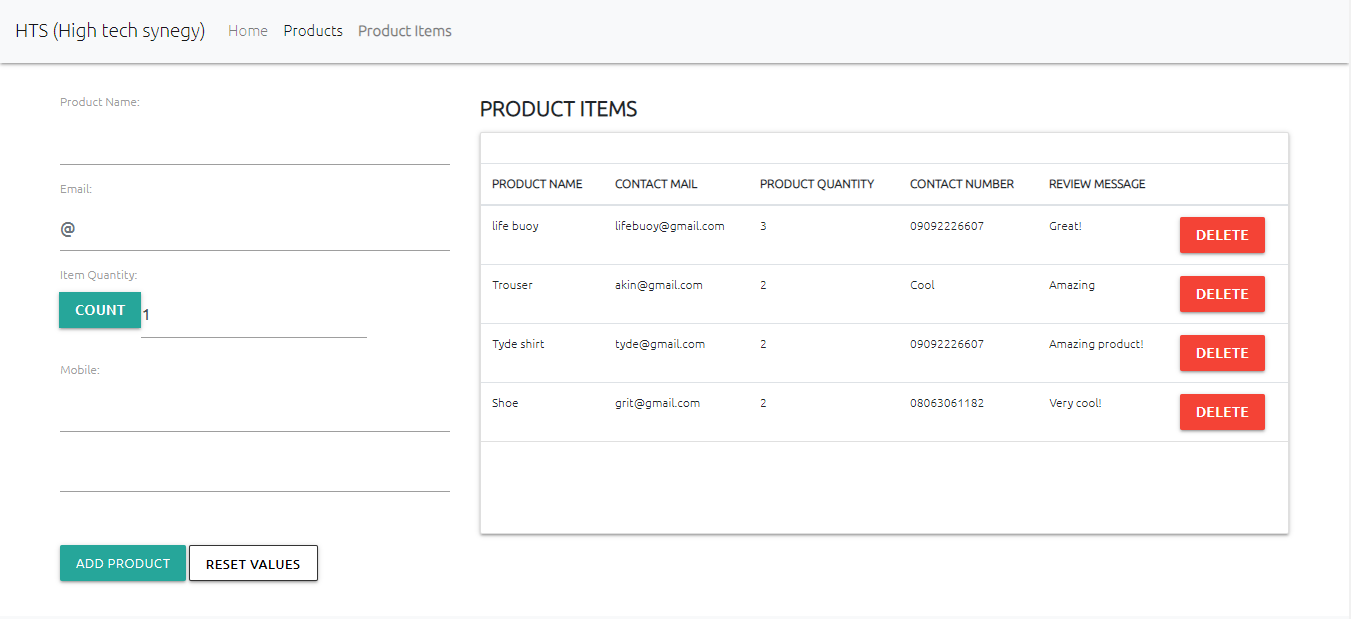 HTS (High tech synegy) Home Products Product Items
Product Name:
Email:
@
Item Quantity:
COUNT 1
Mobile:
ADD PRODUCT RESET VALUES
PRODUCT ITEMS
PRODUCT NAME CONTACT MAIL PRODUCT QUANTITY CONTACT NUMBER REVIEW MESSAGE
life buoy lifebuoy@gmail.com 3 09092226607 Great! DELETE
Trouser akin@gmail.com 2 Cool Amazing DELETE
Tyde shirt tyde@gmail.com 2 09092226607 Amazing product! DELETE
Shoe grit@gmail.com 2 08063061182 Very cool! DELETE